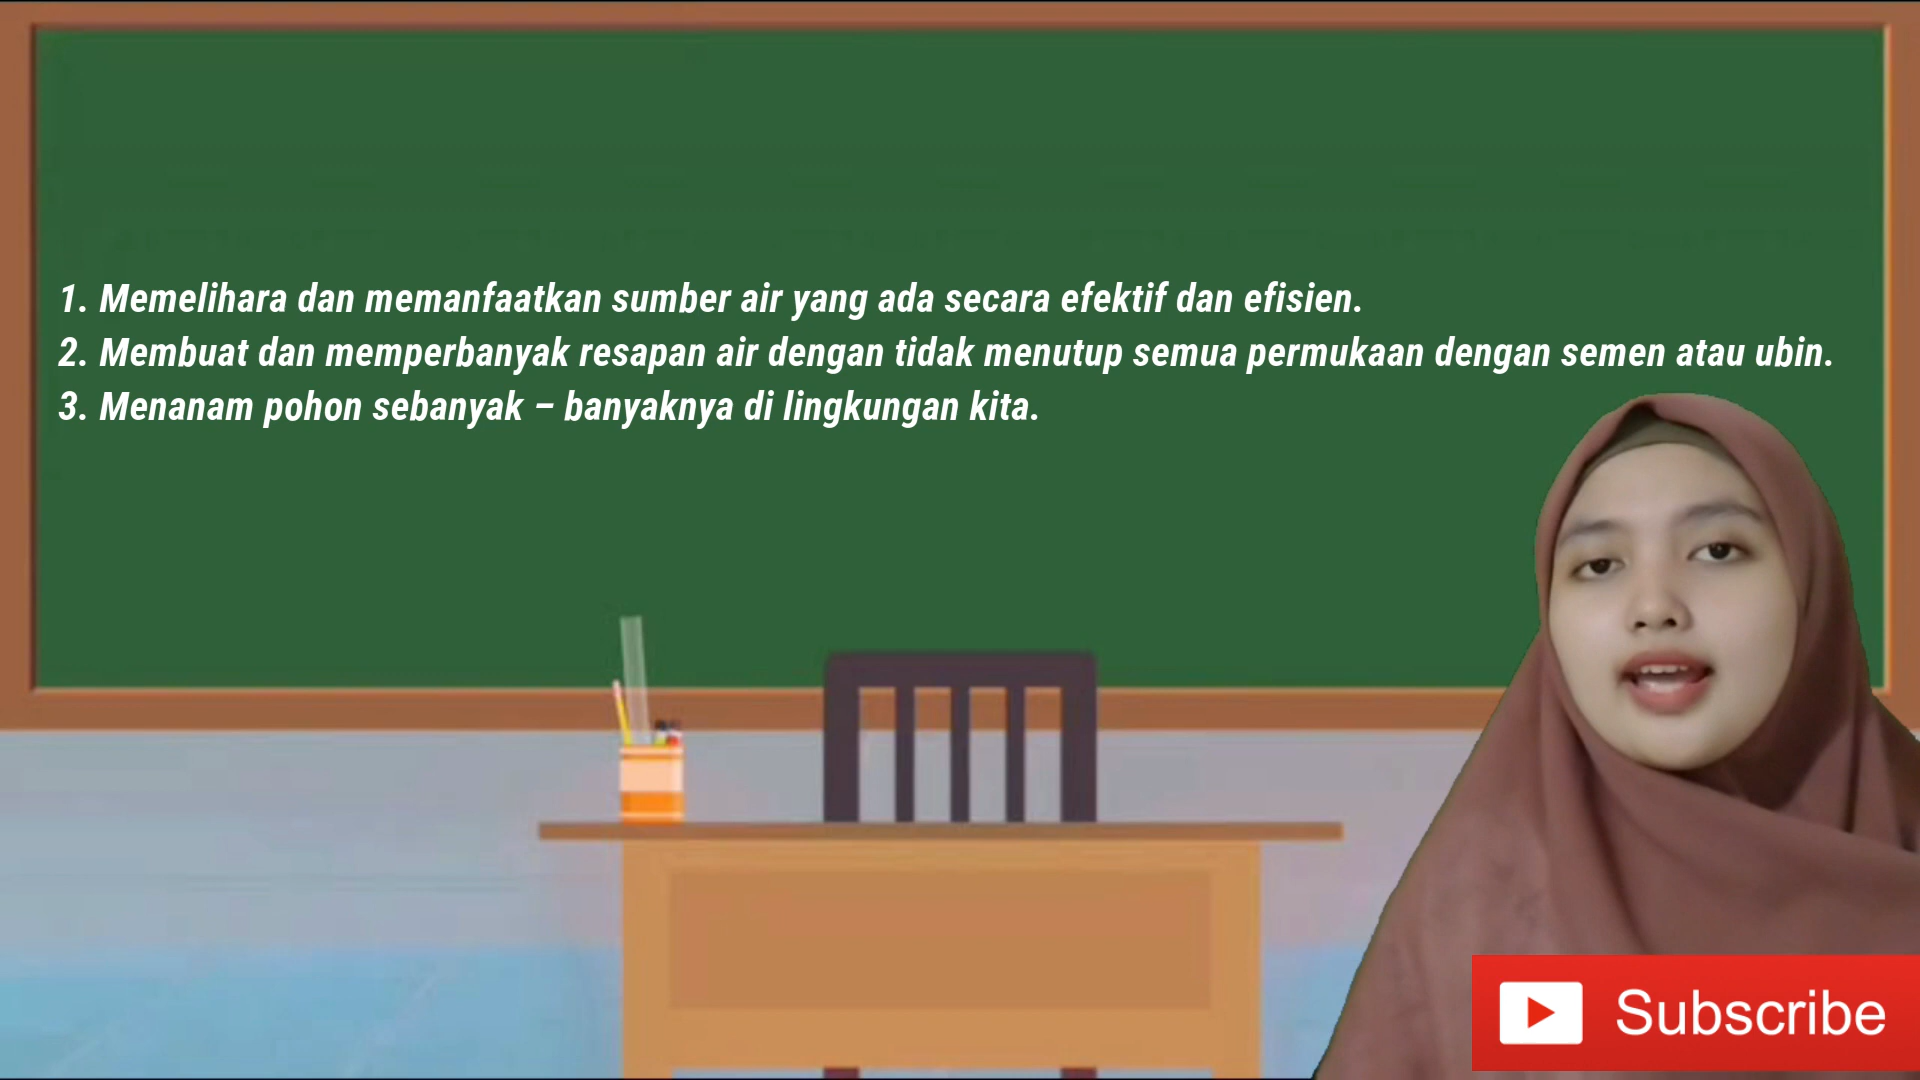 1. Memelihara dan memanfaatkan sumber air yang ada secara efektif dan efisien.
2. Membuat dan memperbanyak resapan air dengan tidak menutup semua permukaan dengan semen atau ubin.
3. Menanam pohon sebanyak – banyaknya di lingkungan kita.
Subscribe